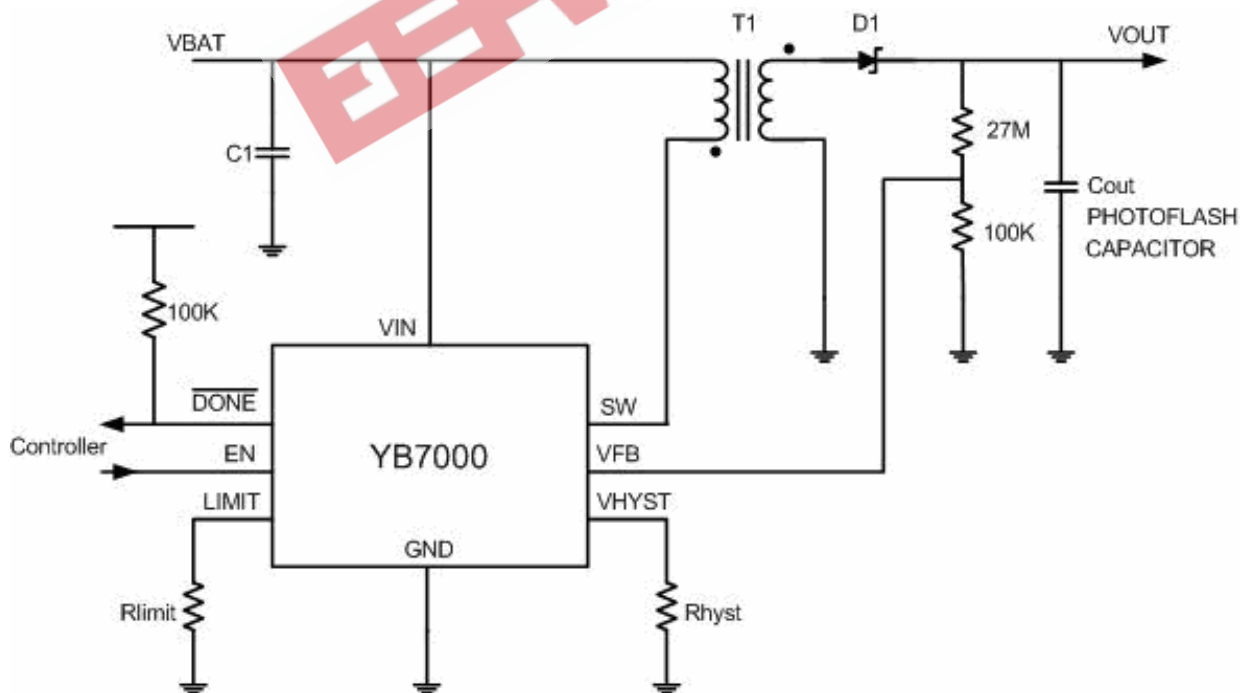 T1
D1
VBAT
VOUT
27M
C1
Cout
PHOTOFLASH
CAPACITOR
100K
100K
VIN
DONE
SW
Controller
EN
YB7000
VFB
LIMIT
VHYST
GND
Rlimit
Rhyst